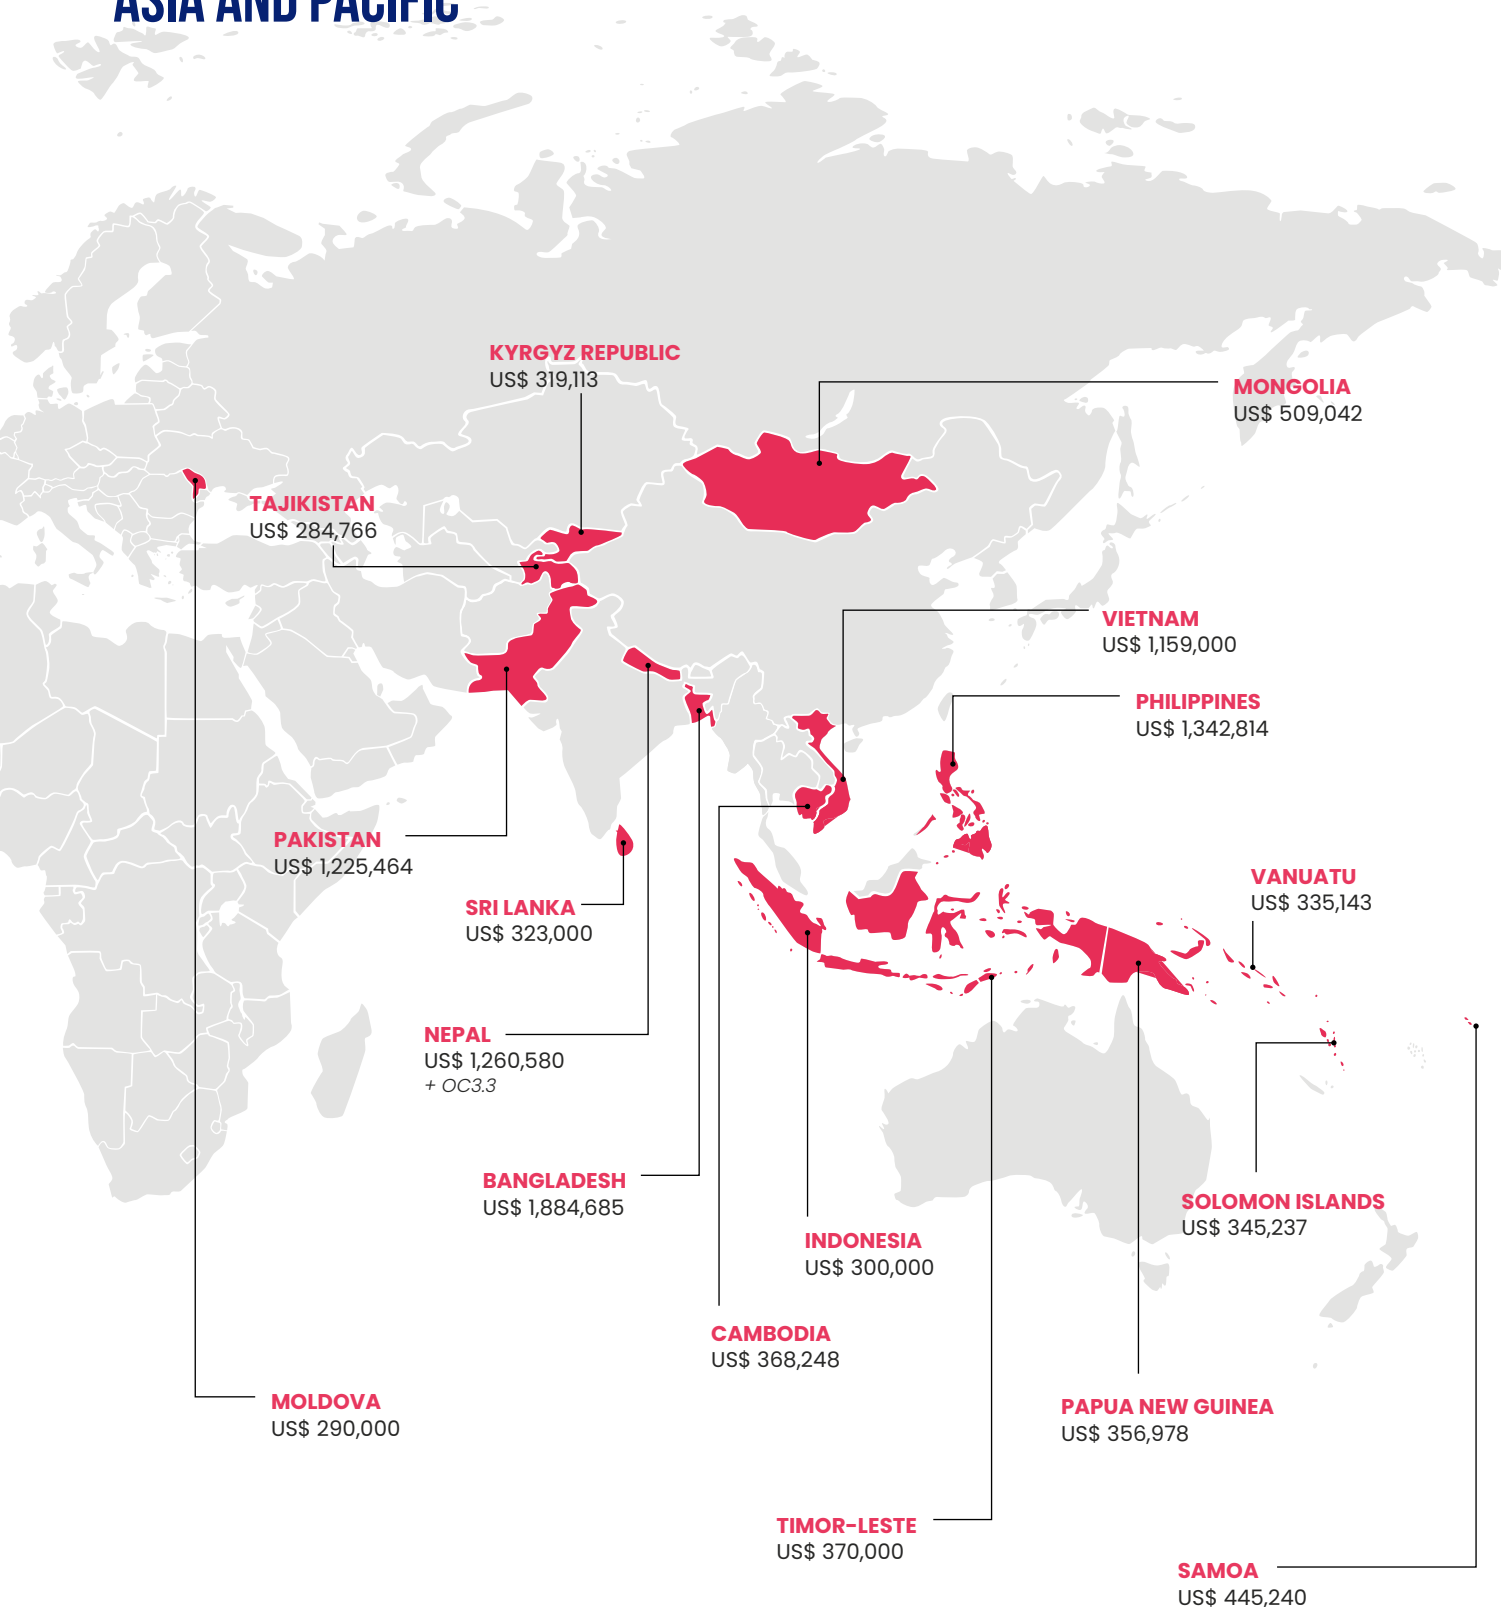 ASIA AND PACIFIC
KYRGYZ REPUBLIC
US$ 319,113
MONGOLIA
US$ 509,042
TAJIKISTAN
US$ 284,766
VIETNAM
US$ 1,159,000
PHILIPPINES
US$ 1,342,814
PAKISTAN
US$ 1,225,464
VANUATU
US$ 335,143
SRI LANKA
US$ 323,000
NEPAL
US$ 1,260,580
+ OC3.3
BANGLADESH
US$ 1,884,685
SOLOMON ISLANDS
US$ 345,237
INDONESIA
US$ 300,000
CAMBODIA
US$ 368,248
MOLDOVA
US$ 290,000
PAPUA NEW GUINEA
US$ 356,978
TIMOR-LESTE
US$ 370,000
SAMOA
US$ 445,240